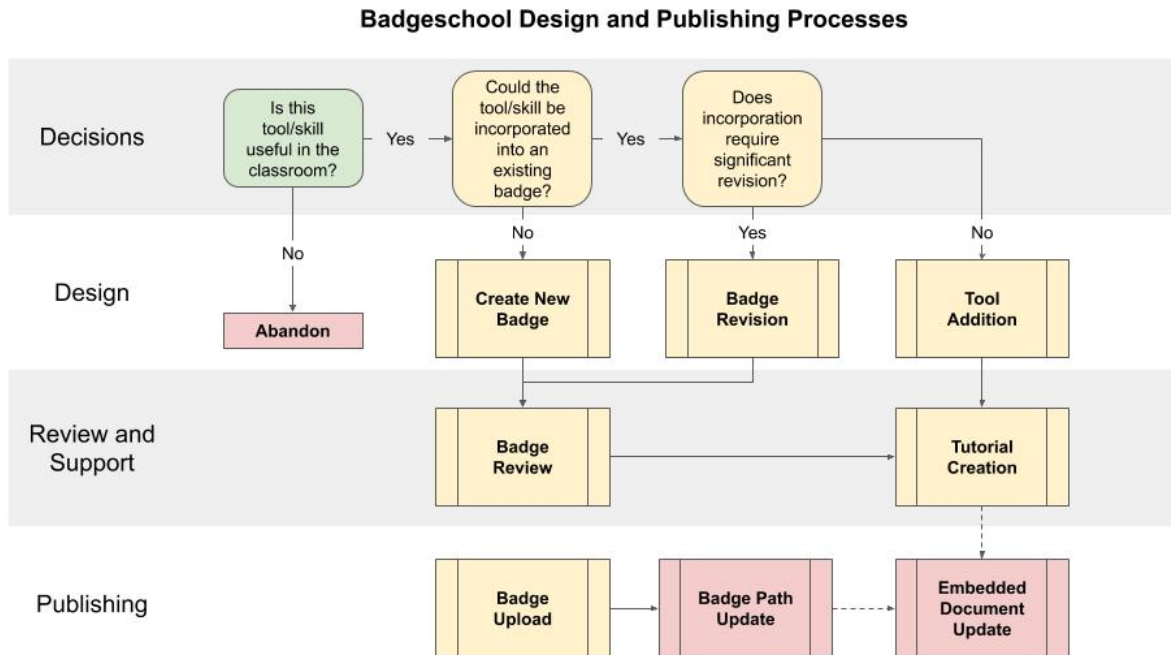 Badgeschool Design and Publishing Processes
Decisions
Is this
tool/skill
useful in the
classroom?
Yes
Could the
tool/skill be
incorporated
into an
existing
badge?
Yes
Does
incorporation
require
significant
revision?
No
No
Yes
No
Design
Abandon
Create New
Badge
Badge
Revision
Tool
Addition
Review and
Support
Badge
Review
Tutorial
Creation
Publishing
Badge
Upload
Badge Path
Update
Embedded
Document
Update